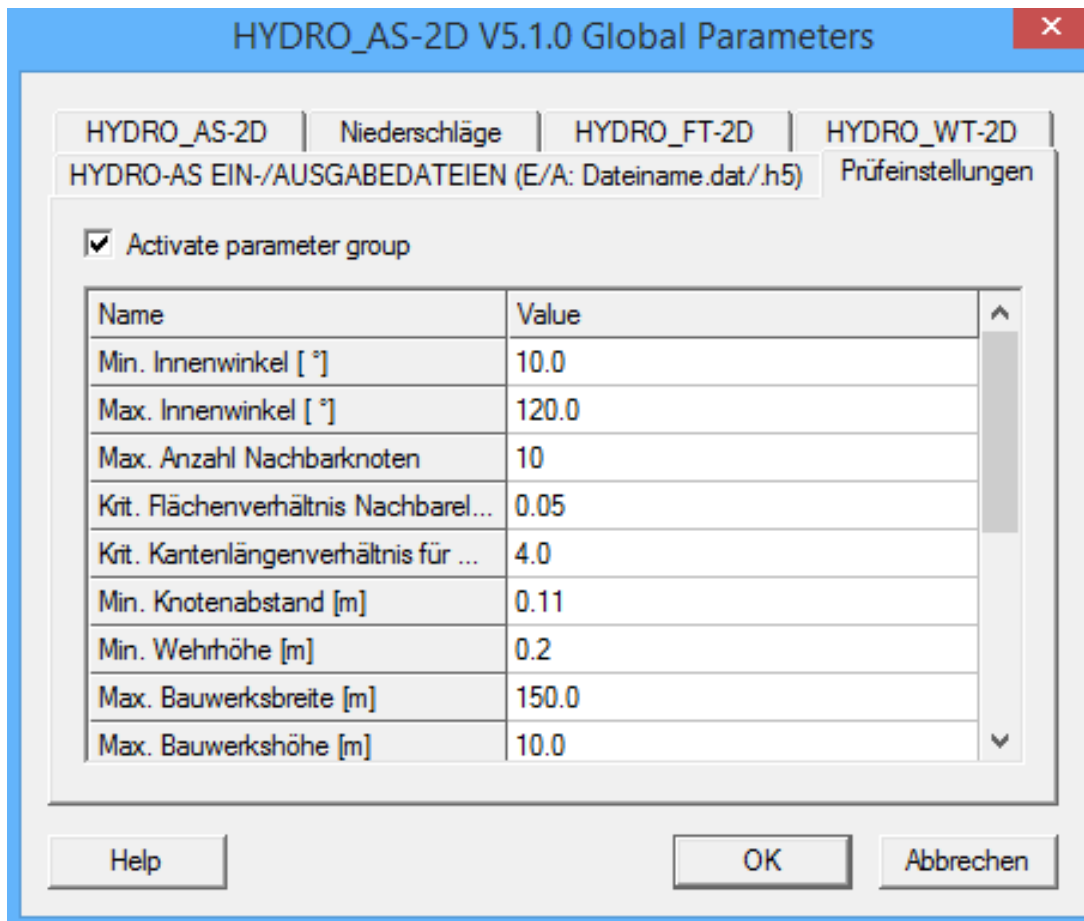 HYDRO_AS-2D V5.1.0 Global Parameters
HYDRO_AS-2D Niederschläge HYDRO_FT-2D HYDRO_WT-2D
HYDRO-AS EIN-/AUSGABEDATEIEN (E/A: Dateiname.dat/.h5) Prüfeinstellungen
Activate parameter group
Name Value
Min. Innenwinkel [ °] 10.0
Max. Innenwinkel [ °] 120.0
Max. Anzahl Nachbarknoten 10
Krit. Flächenverhältnis Nachbarel... 0.05
Krit. Kantenlängenverhältnis für ... 4.0
Min. Knotenabstand [m] 0.11
Min. Wehrhöhe [m] 0.2
Max. Bauwerksbreite [m] 150.0
Max. Bauwerkshöhe [m] 10.0
Help OK Abbrechen